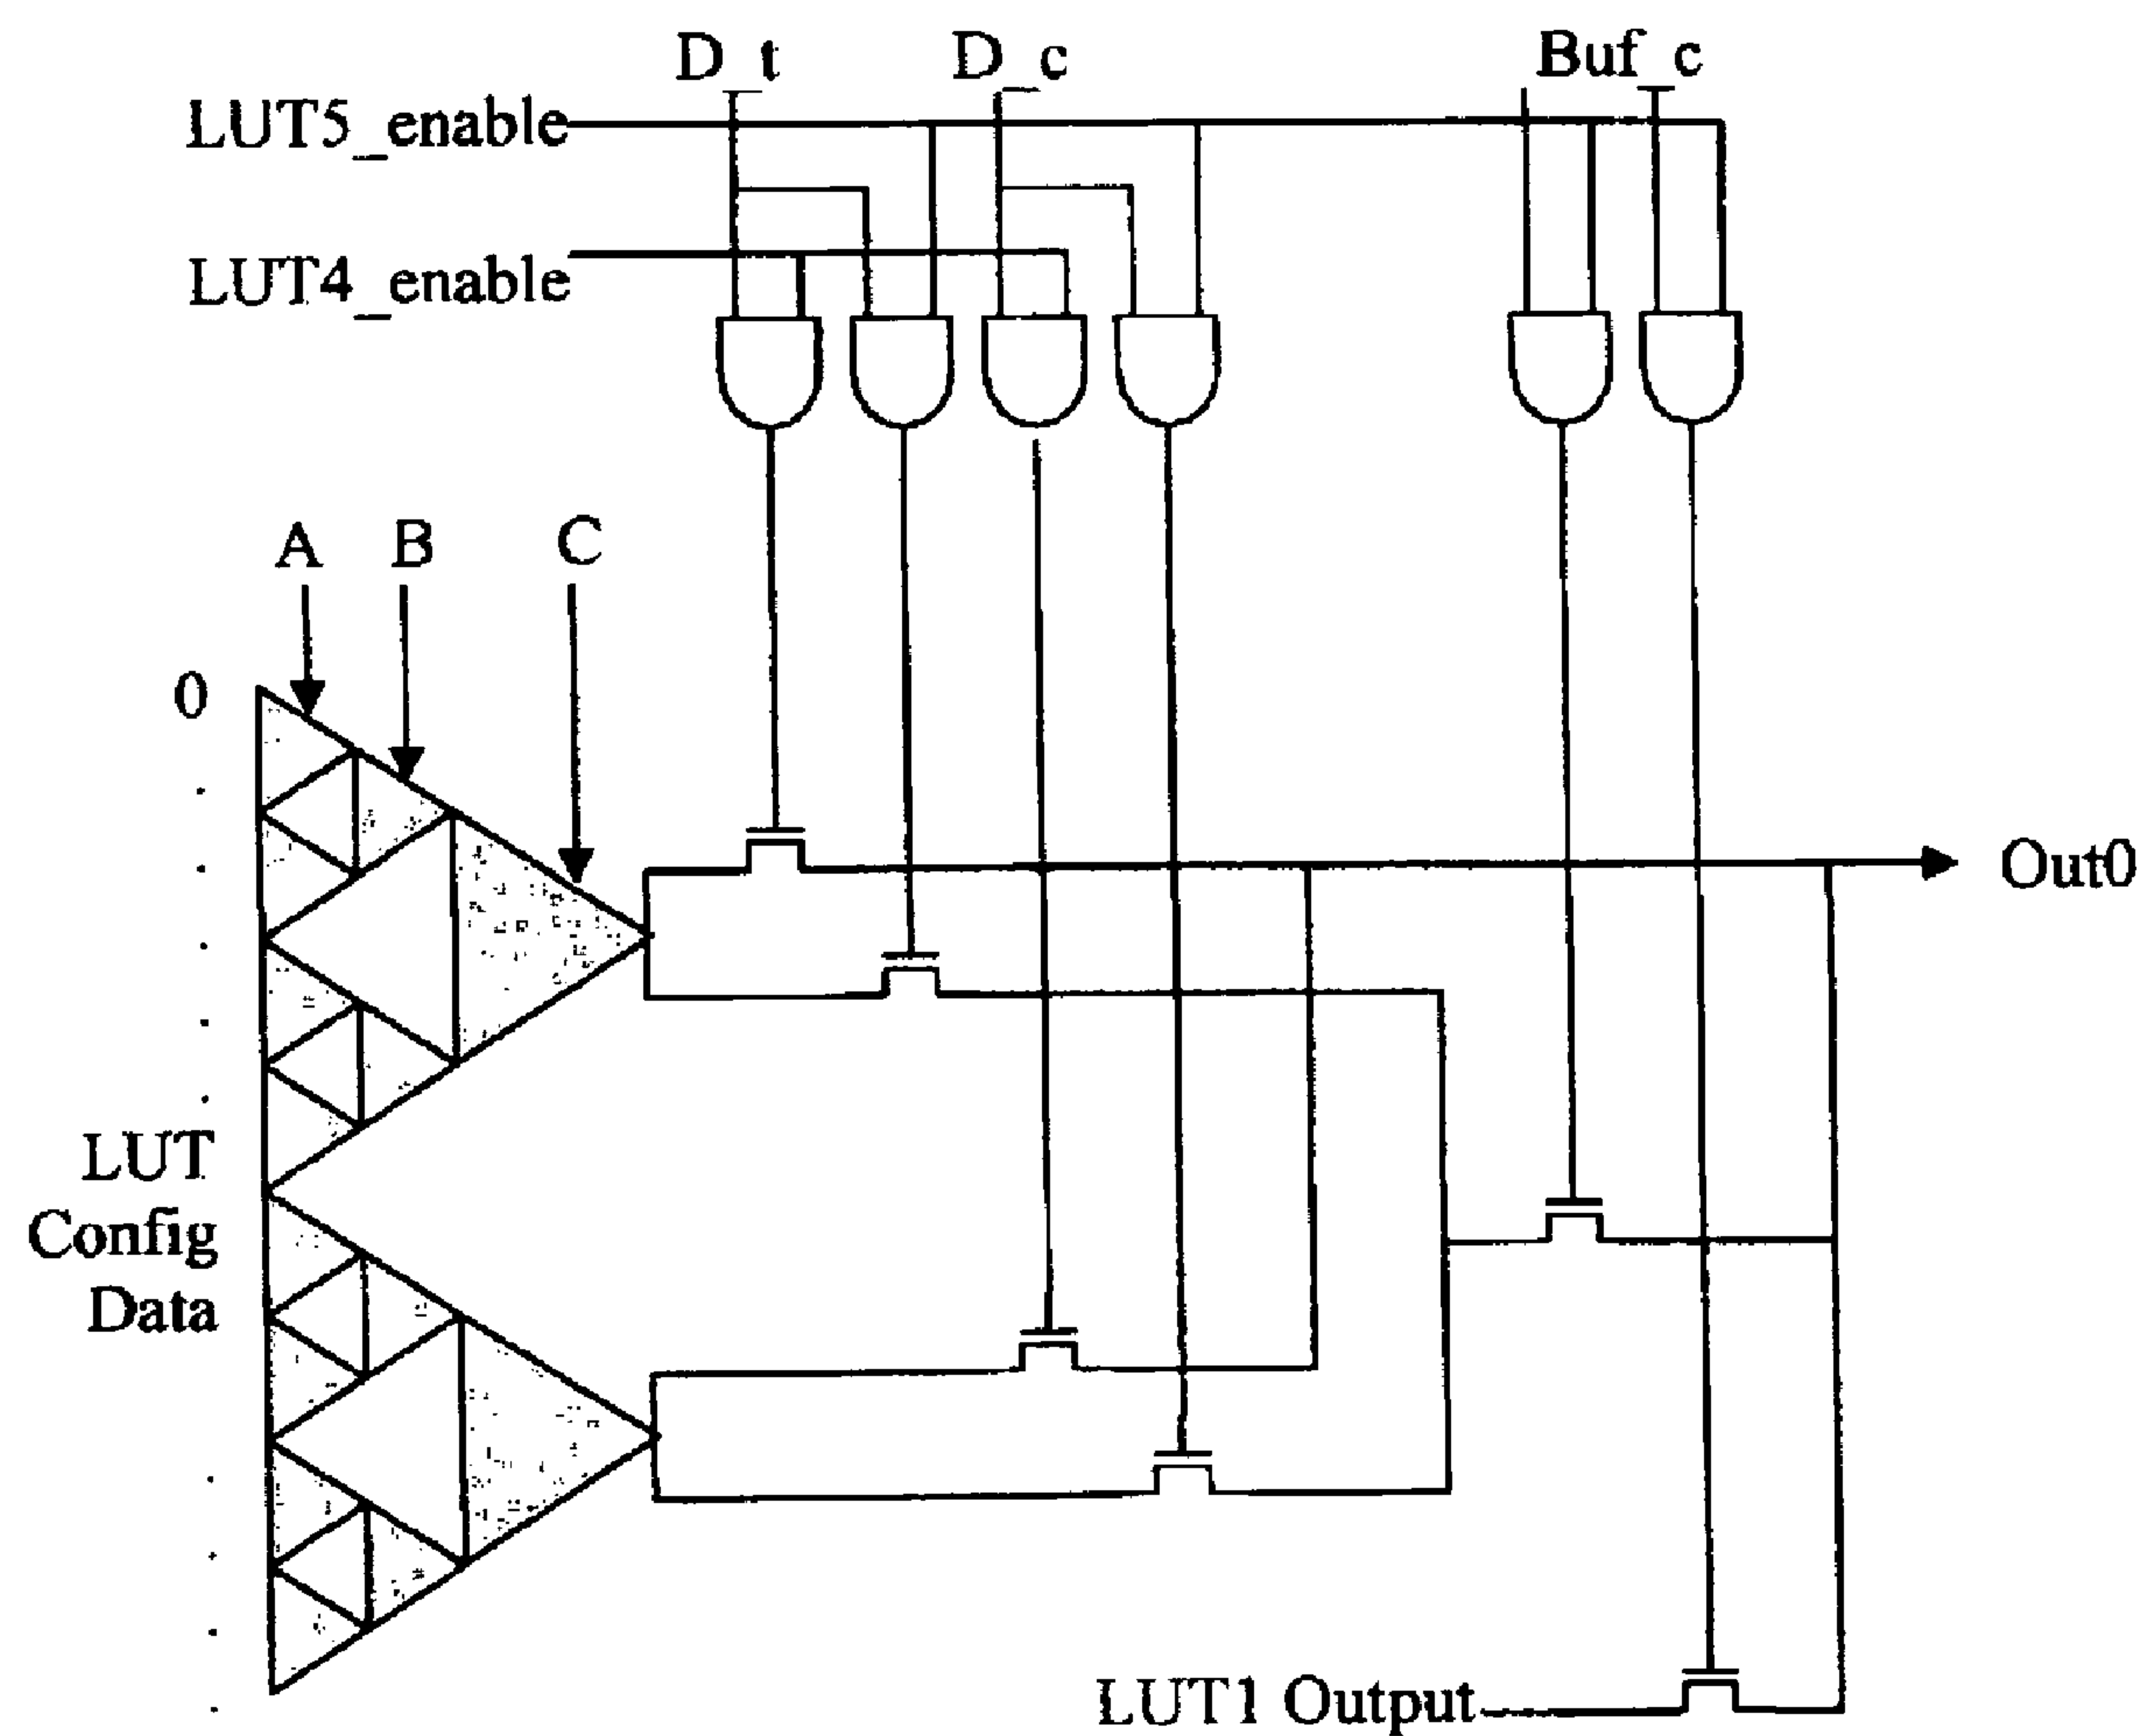 D_t D_c Buf_c
LUT5_enable
LUT4_enable
A B C
0
Out0
LUT
Config
Data
LUT1 Output